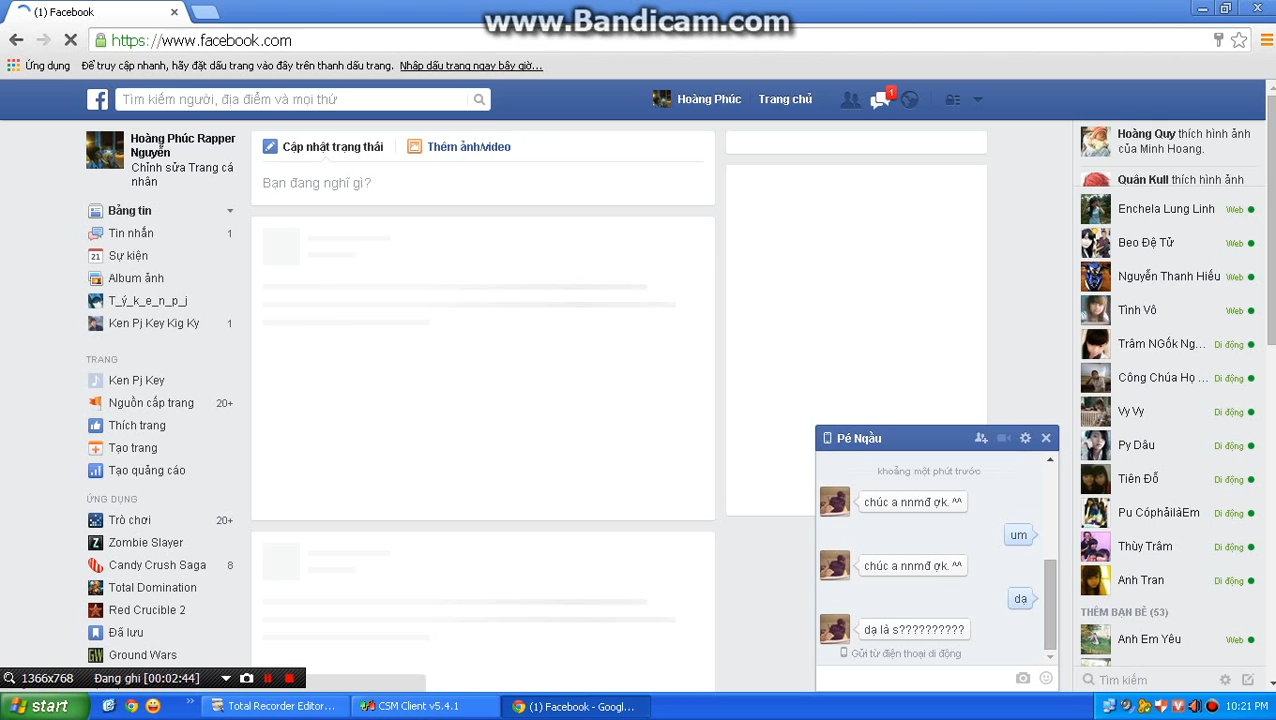 (1) Facebook
www.Bandicam.com
https://www.facebook.com
Ứng dụng
Để truy cập nhanh, hãy đặt dấu trang vào đây trên thanh dấu trang.
Nhập dấu trang ngay bây giờ...
Tìm kiếm người, địa điểm và mọi thứ
Hoàng Phúc
Trang chủ
1
Hoàng Phúc Rapper
Nguyễn
Chỉnh sửa Trang cá
nhân
Bảng tin
Tin nhắn 1
21 Sự kiện
Album ảnh
T_ý_k_e_n_p_j
Ken Pj Key Kig Ky 1
TRANG
Ken Pj Key
Nguồn cấp trang 20+
Thích trang
Tạo trang
Tạo quảng cáo
ỨNG DỤNG
Trò chơi 20+
Zombie Slayer
Candy Crush Saga 8
Total Domination
Red Crucible 2
Đã lưu
GW Ground Wars
Cập nhật trạng thái
Thêm ảnh/video
Bạn đang nghĩ gì?
Hoàng Quy thích hình ảnh
của Minh Hoang.
Quân Kull thích hình ảnh
Enchela Lung Linh Web
Beo Đệ Tử Web
Nguyễn Thanh Hiếu Web
Tình Võ Web
Trâm NGốk Ng... Di động
Công Chúa Họ ... Di động
Vy Vy Di động
Py Dâu Di động
Tiên Đỗ Di động
Pu CóphảilàEm Di động
Thùy Trâm Di động
Anh Tran Di động
THÊM BẠN BÈ (53)
Anh Em Yêu Web
Tìm kiếm
Pé Ngàu
khoảng một phút trước
chúc a nnmđ ợk. ^^
um
chúc a nnmđ ợk. ^^
dạ
dạ là s??????????
Gửi từ điện thoại di động
1366x768
Đang ghi [00:02:44]
start
Total Recorder Editor...
CSM Client v5.4.1
(1) Facebook - Googl...
10:21 PM